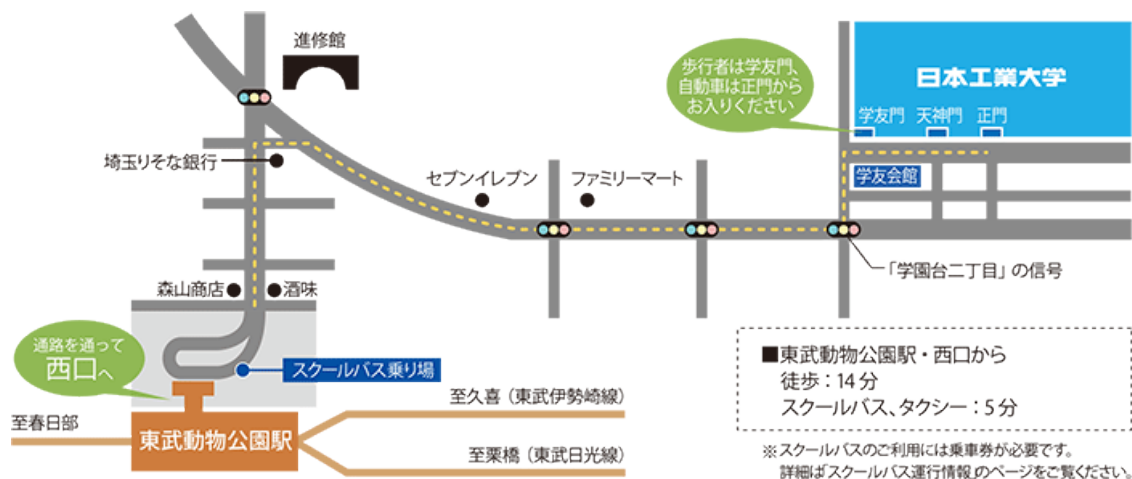 進修館
歩行者は学友門、
自動車は正門から
お入りください
日本工業大学
学友門
天神門
正門
埼玉りそな銀行
セブンイレブン
ファミリーマート
学友会館
「学園台二丁目」の信号
森山商店
酒味
通路を通って
西口へ
スクールバス乗り場
■東武動物公園駅・西口から
徒歩：14分
スクールバス、タクシー：5分
至久喜（東武伊勢崎線）
至春日部
東武動物公園駅
至栗橋（東武日光線）
※スクールバスのご利用には乗車券が必要です。
詳細は「スクールバス運行情報」のページをご覧ください。